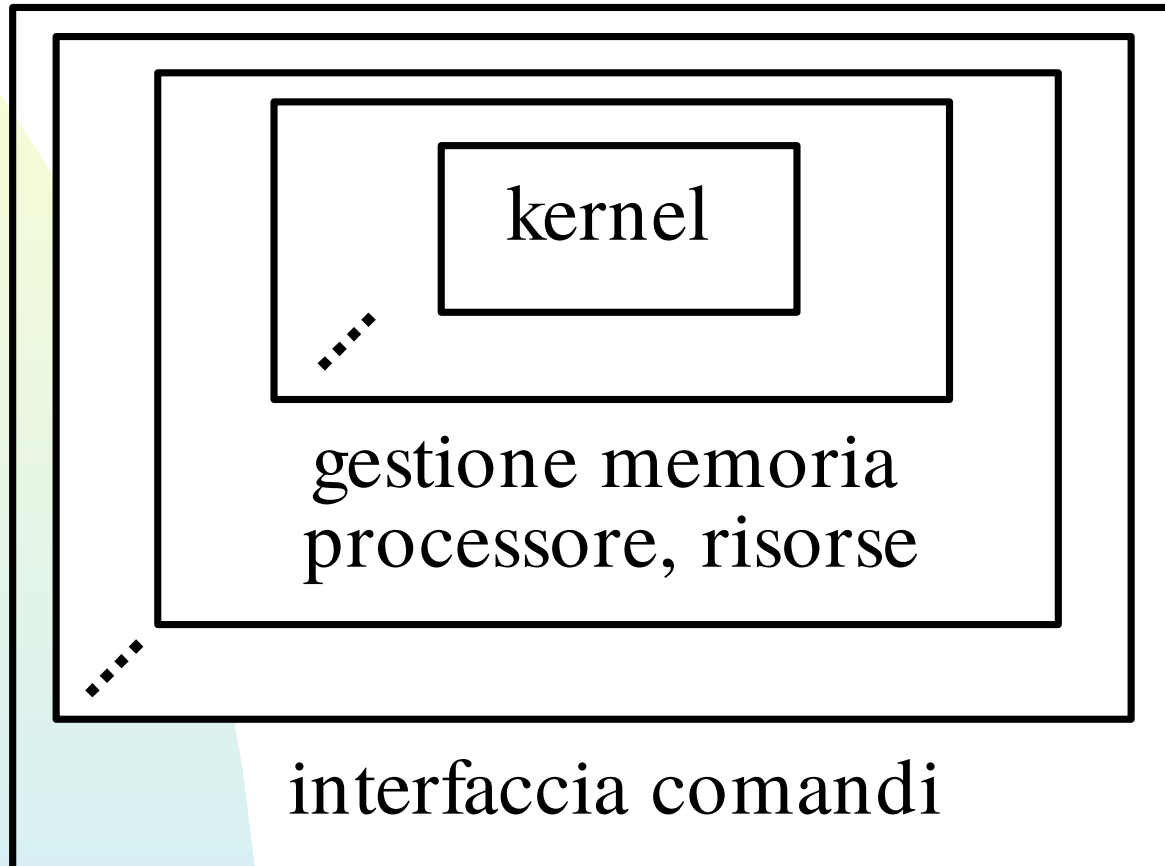 kernel
gestione memoria
processore, risorse
interfaccia comandi